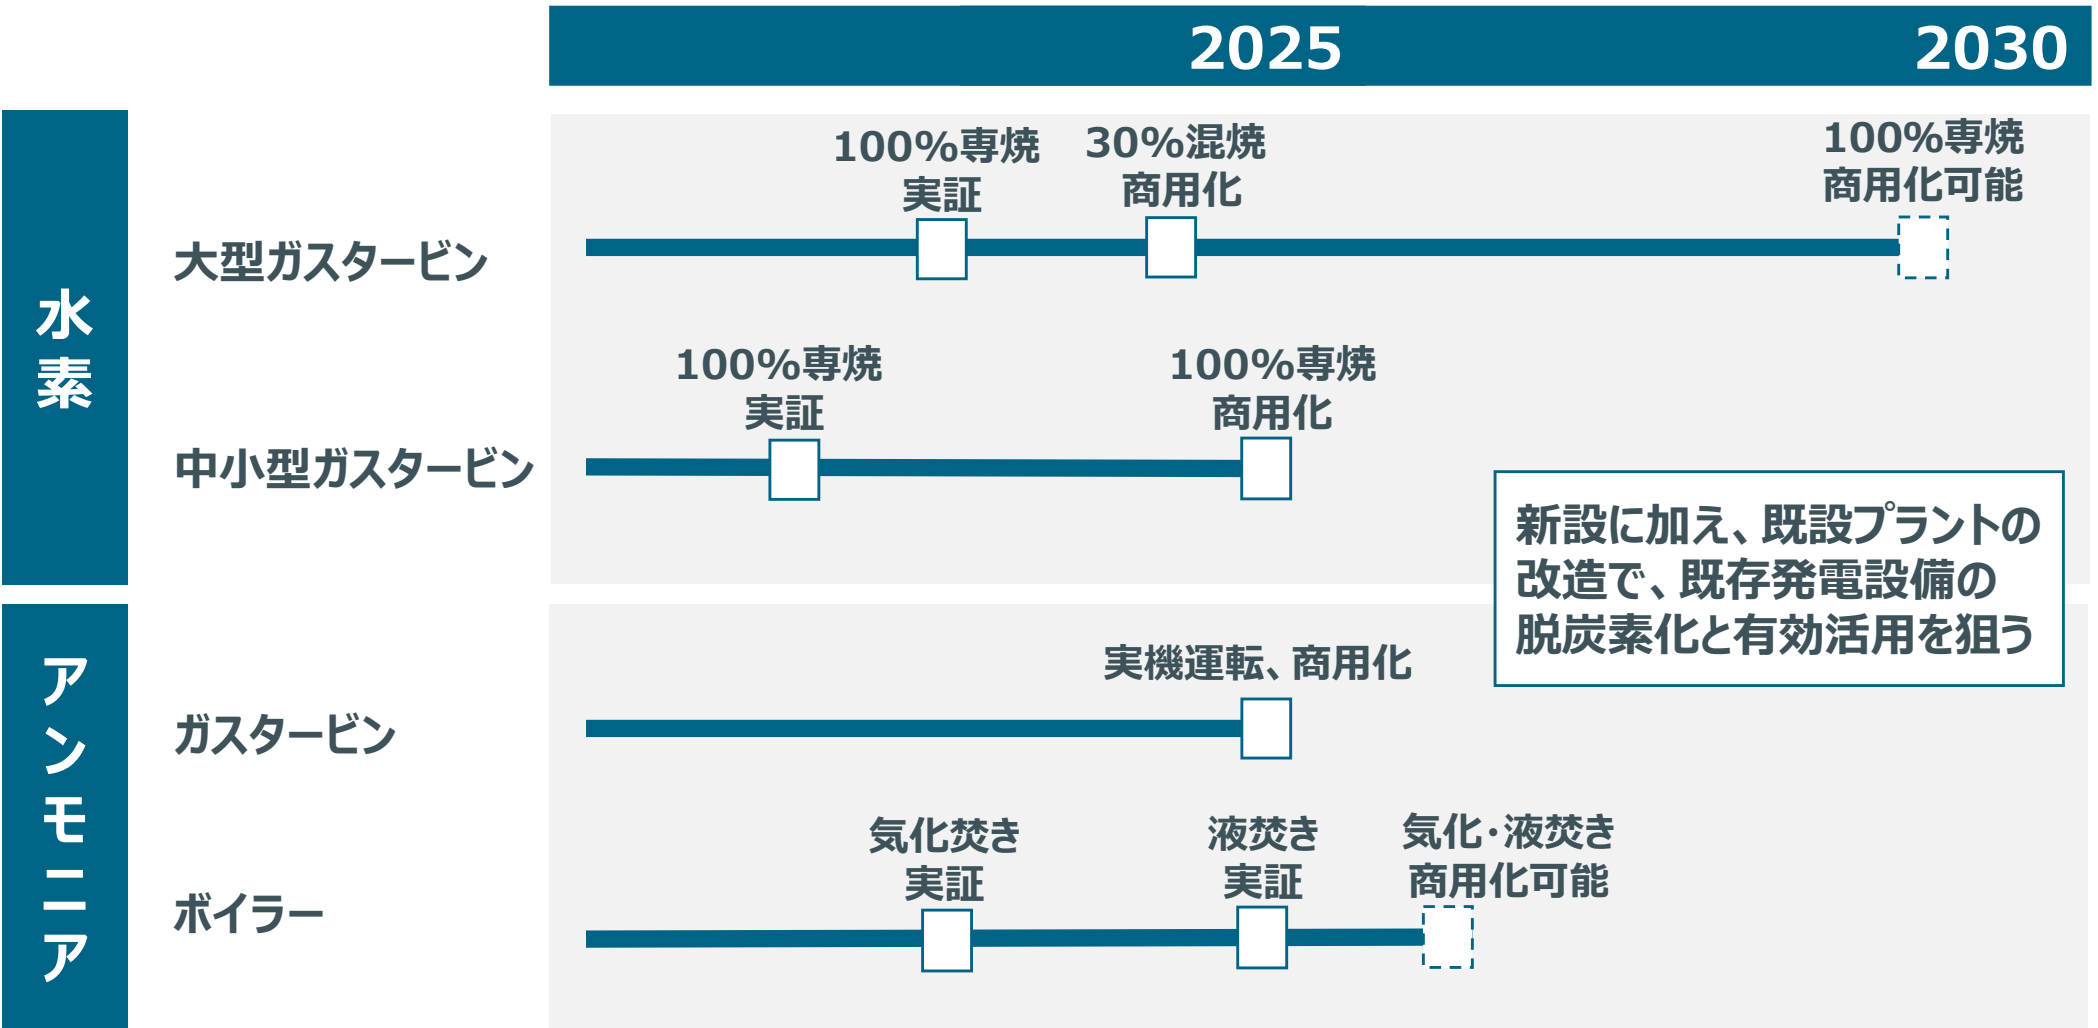 2025
2030
水素
大型ガスタービン
100%専焼
実証
30%混焼
商用化
100%専焼
商用化可能
中小型ガスタービン
100%専焼
実証
100%専焼
商用化
新設に加え、既設プラントの
改造で、既存発電設備の
脱炭素化と有効活用を狙う
アンモニア
ガスタービン
実機運転、商用化
ボイラー
気化焚き
実証
液焚き
実証
気化・液焚き
商用化可能